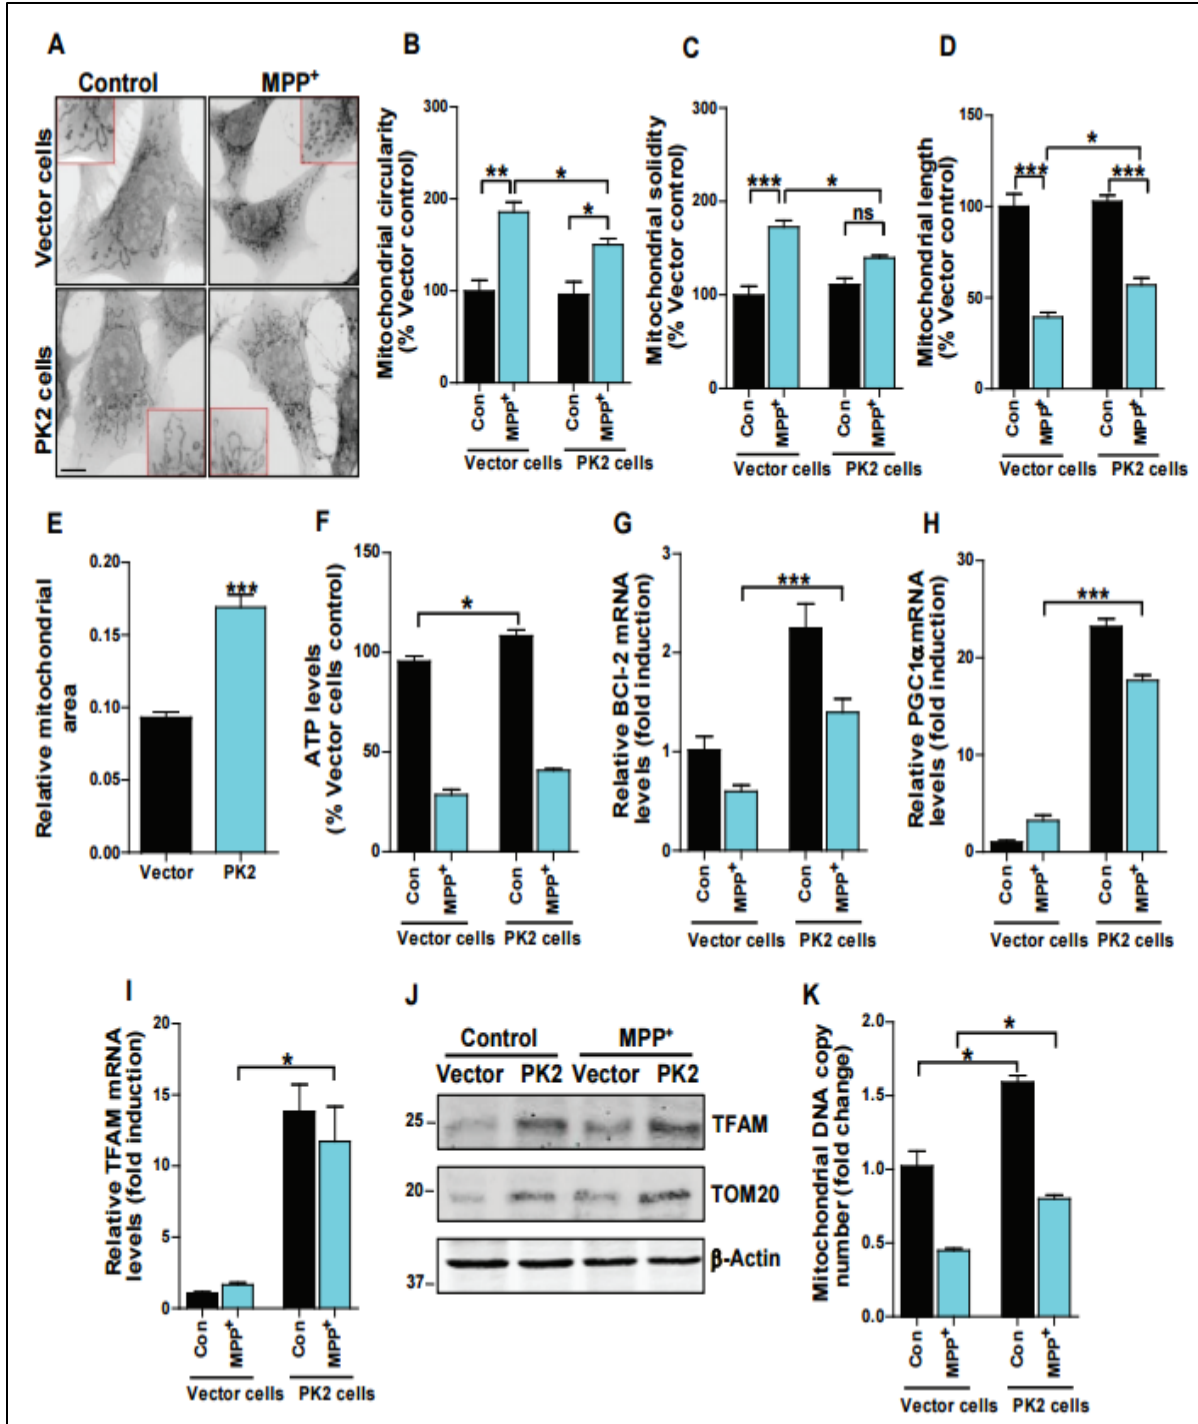 A
Control
MPP+
Vector cells
PK2 cells
B
Mitochondrial circularity
(% Vector control)
300
200
100
0
**
*
*
Con
MPP+
Con
MPP+
Vector cells
PK2 cells
C
Mitochondrial solidity
(% Vector control)
300
200
100
0
***
*
ns
Con
MPP+
Con
MPP+
Vector cells
PK2 cells
D
Mitochondrial length
(% Vector control)
150
100
50
0
***
*
***
Con
MPP+
Con
MPP+
Vector cells
PK2 cells
E
Relative mitochondrial
area
0.20
0.15
0.10
0.05
0.00
***
Vector
PK2
F
ATP levels
(% Vector cells control)
150
100
50
0
*
Con
MPP+
Con
MPP+
Vector cells
PK2 cells
G
Relative BCI-2 mRNA
levels (fold induction)
3
2
1
0
***
Con
MPP+
Con
MPP+
Vector cells
PK2 cells
H
Relative PGC1αmRNA
levels (fold induction)
30
20
10
0
***
Con
MPP+
Con
MPP+
Vector cells
PK2 cells
I
Relative TFAM mRNA
levels (fold induction)
20
15
10
5
0
*
Con
MPP+
Con
MPP+
Vector cells
PK2 cells
J
Control
MPP+
Vector PK2 Vector PK2
25
TFAM
20
TOM20
β-Actin
37
K
Mitochondrial DNA copy
number (fold change)
2.0
1.5
1.0
0.5
0.0
*
*
Con
MPP+
Con
MPP+
Vector cells
PK2 cells